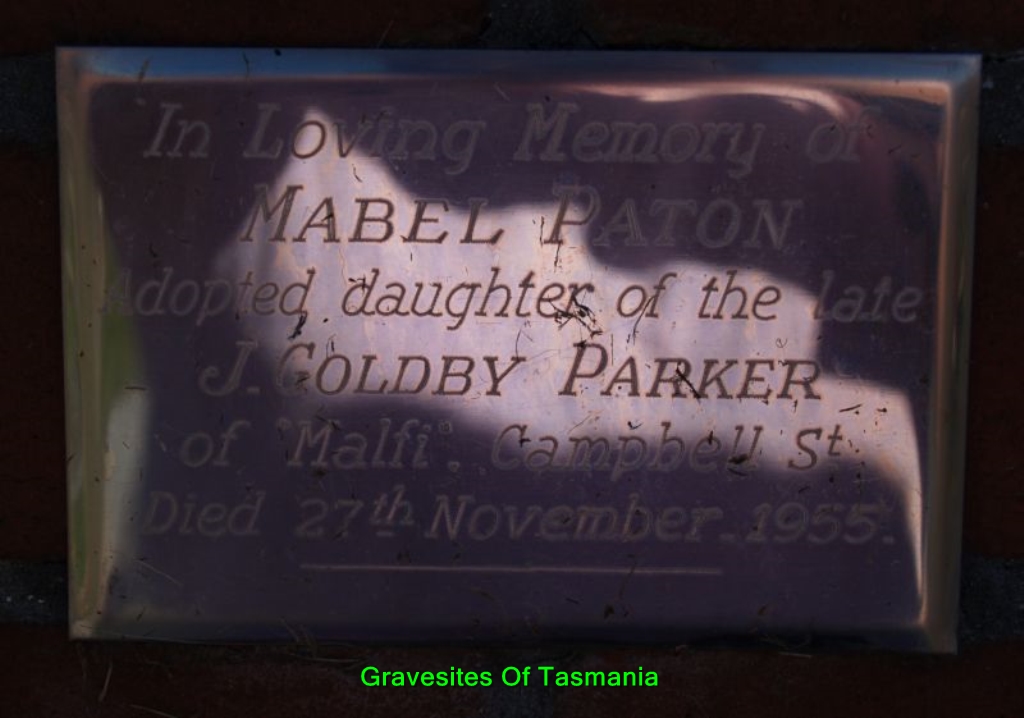 In Loving Memory of
MABEL PATON
Adopted daughter of the late
J. GOLDBY PARKER
of "Malfi". Campbell St.
Died 27th November. 1955.
Gravesites Of Tasmania